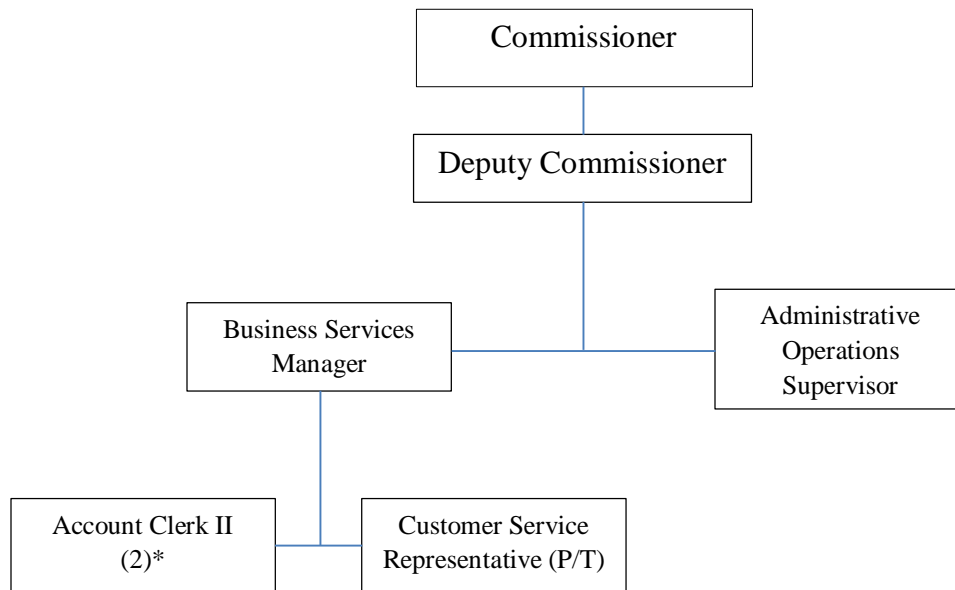 Commissioner
Deputy Commissioner
Business Services
Manager
Administrative
Operations
Supervisor
Account Clerk II
(2)*
Customer Service
Representative (P/T)